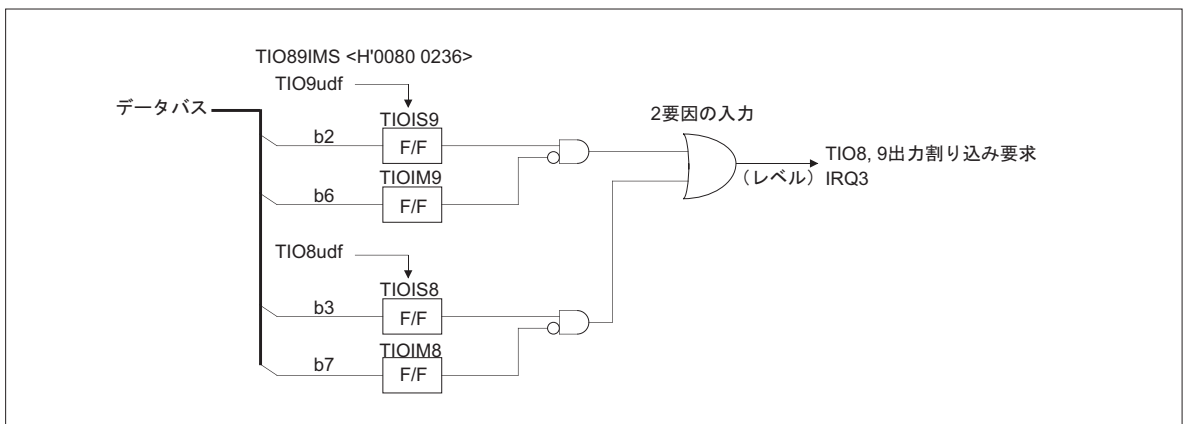 TIO89IMS <H'0080 0236>
TIO9udf
データバス
TIOIS9
2要因の入力
b2
F/F
TIO8, 9出力割り込み要求
TIOIM9
(レベル) IRQ3
b6
F/F
TIO8udf
TIOIS8
b3
F/F
TIOIM8
b7
F/F